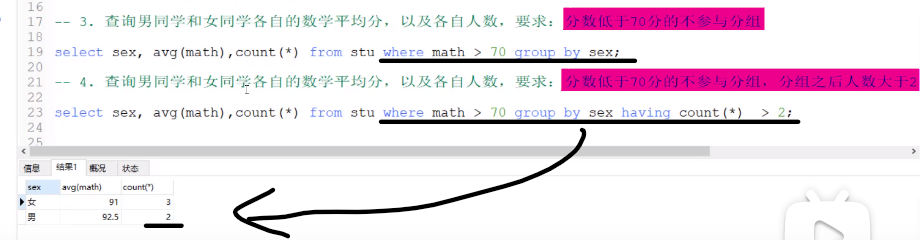 16
17 -- 3. 查询男同学和女同学各自的数学平均分，以及各自人数，要求：分数低于70分的不参与分组
18
19 select sex, avg(math),count(*) from stu where math > 70 group by sex;
20
21 -- 4. 查询男同学和女同学各自的数学平均分，以及各自人数，要求：分数低于70分的不参与分组，分组之后人数大于2
22
23 select sex, avg(math),count(*) from stu where math > 70 group by sex having count(*)  > 2;
24
25
信息 结果1 概况 状态
sex avg(math) count(*)
女 91 3
男 92.5 2